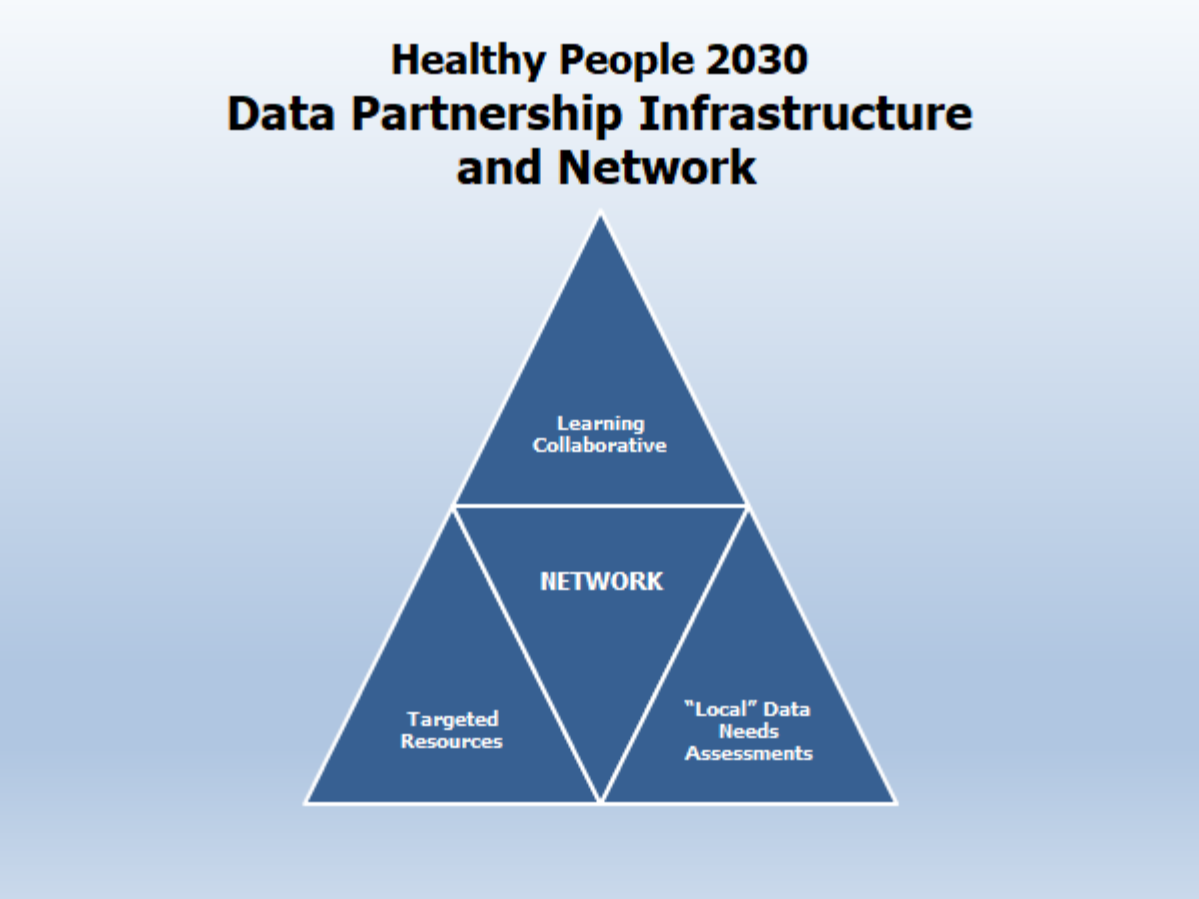 Healthy People 2030
Data Partnership Infrastructure
and Network
Learning
Collaborative
NETWORK
Targeted
Resources
“Local” Data
Needs
Assessments